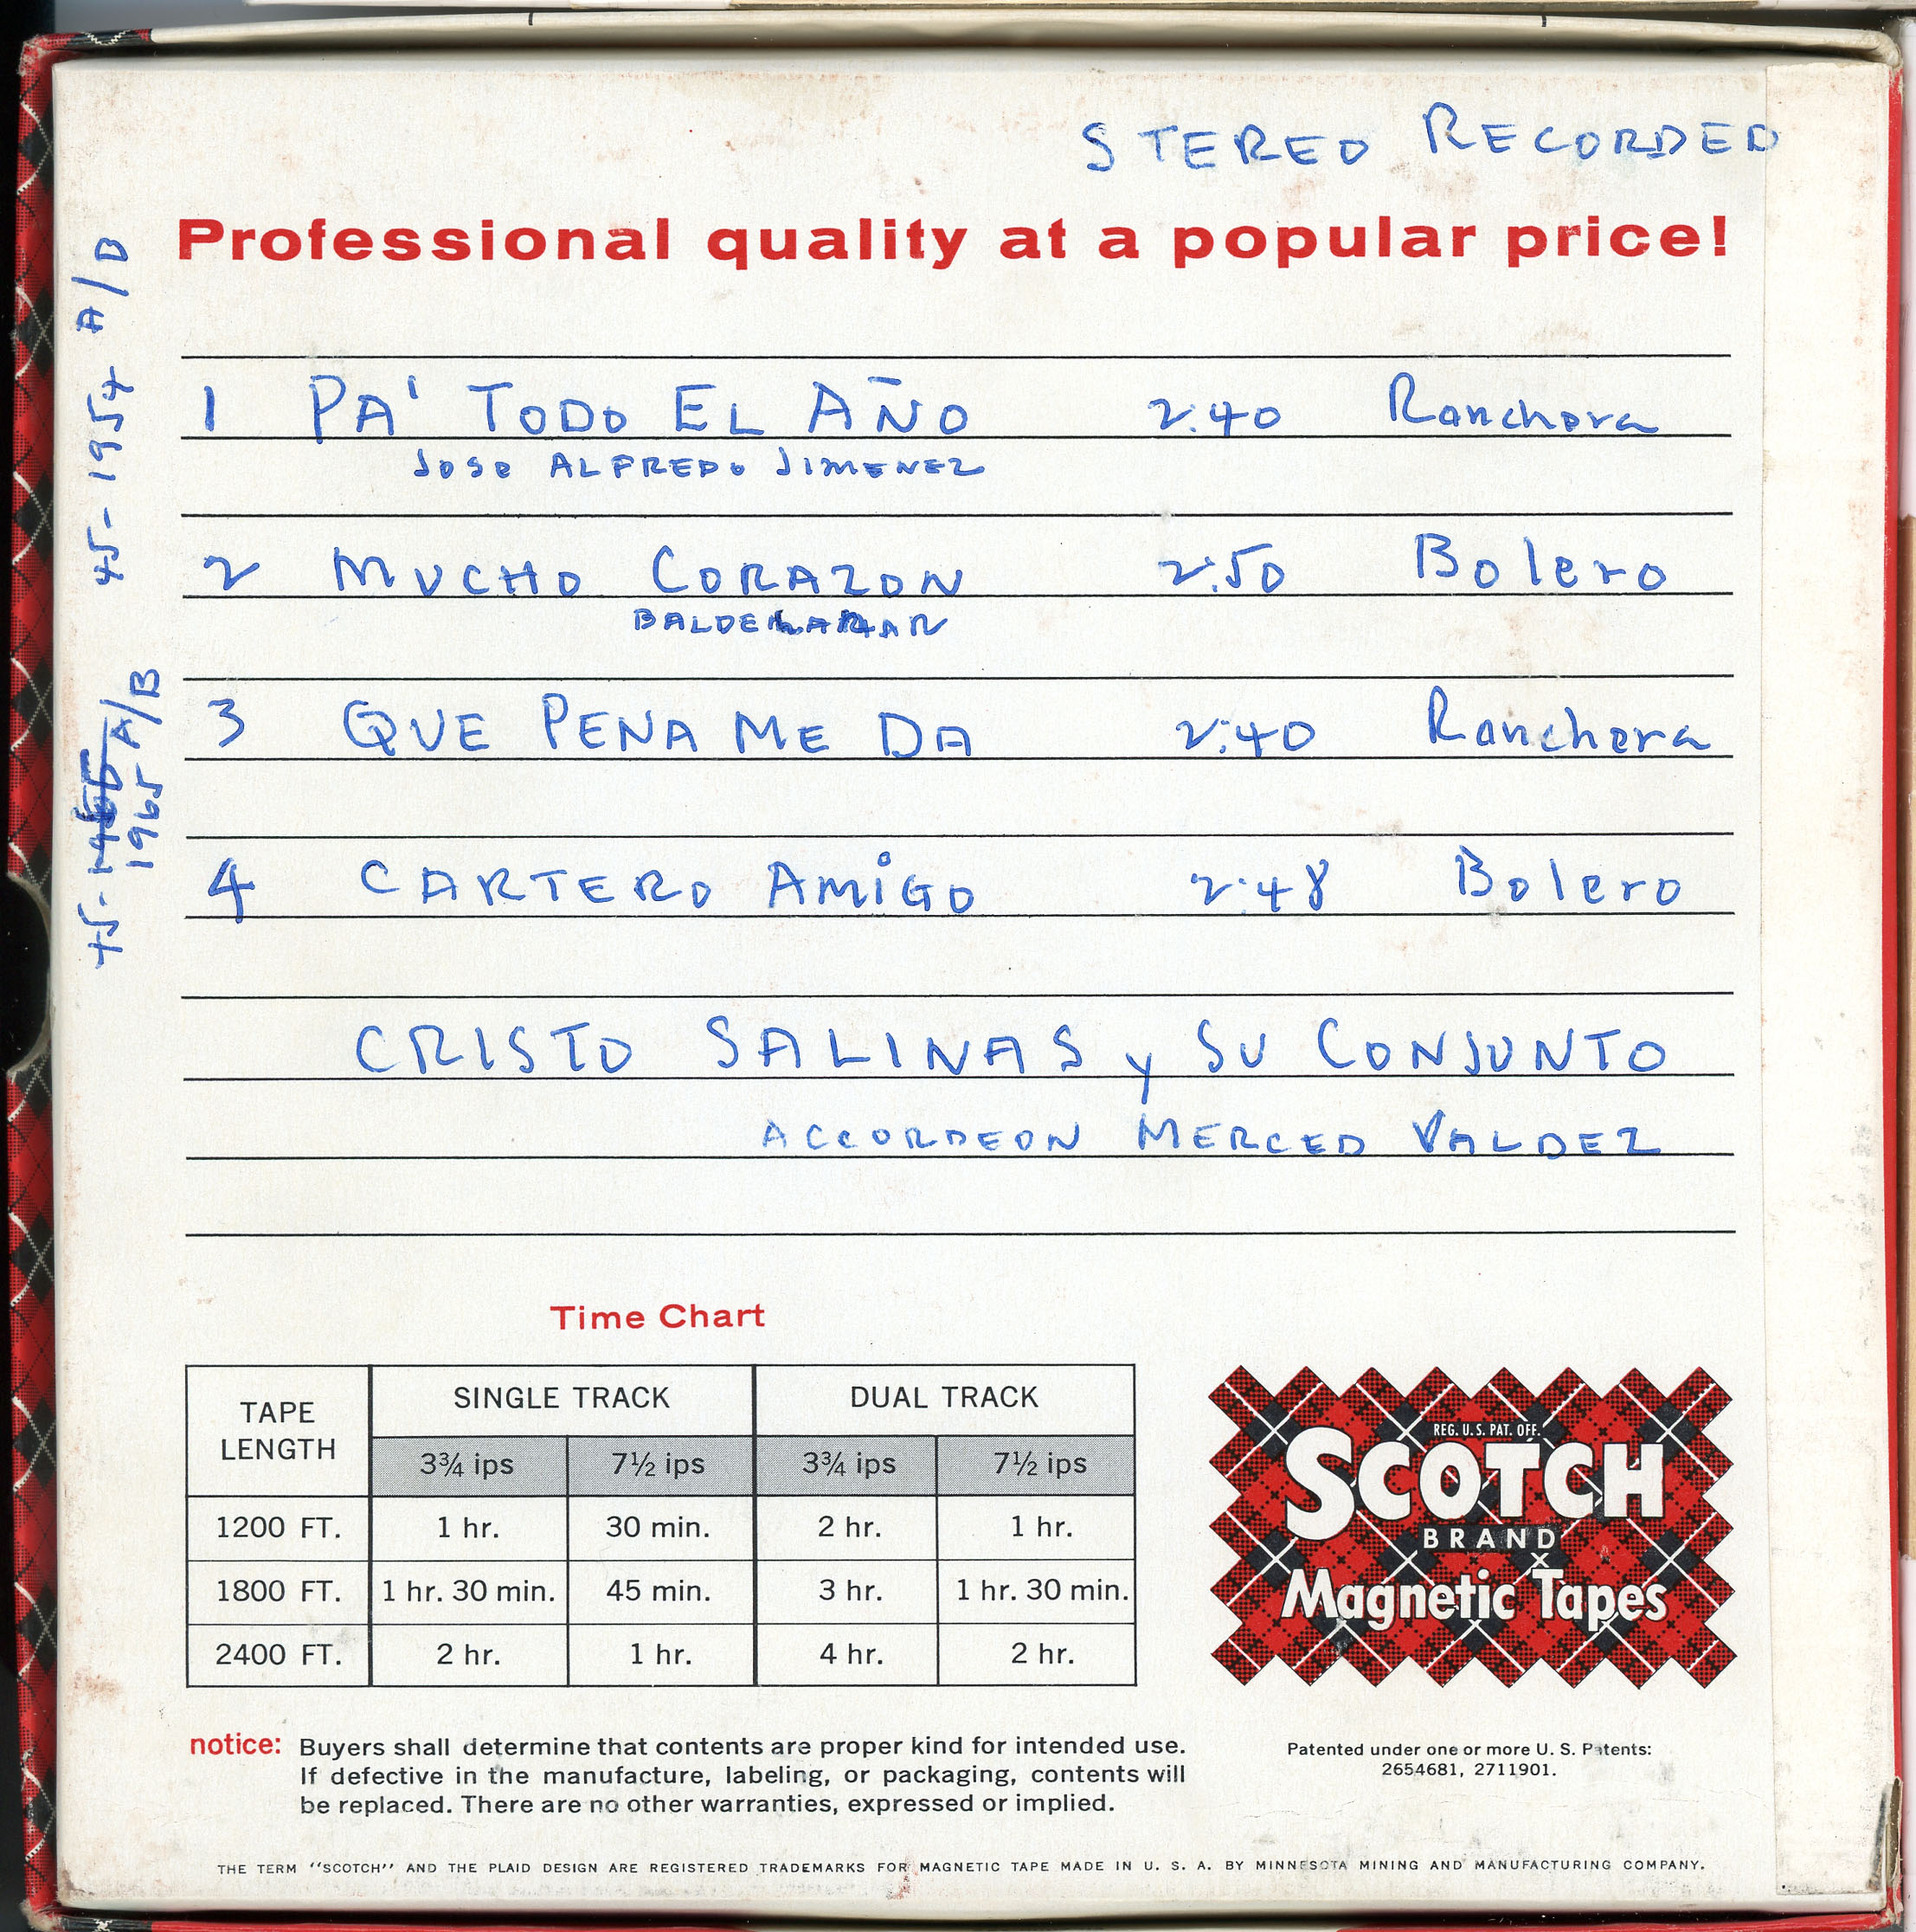 STEREO RECORDED
Professional quality at a popular price!
45-1954 A/B
1 PA' TODO EL AÑO 2:40 Ranchera
JOSE ALFREDO JIMENEZ
2 MUCHO CORAZON 2:50 Bolero
45- A/B
1965
3 QUE PENA ME DA 2:40 Ranchera
4 CARTERO AMIGO 2:48 Bolero
CRISTO SALINAS y SU CONJUNTO
ACCORDEON MERCED VALDEZ
Time Chart
TAPE LENGTH SINGLE TRACK DUAL TRACK
3¾ ips 7½ ips 3¾ ips 7½ ips
1200 FT. 1 hr. 30 min. 2 hr. 1 hr.
1800 FT. 1 hr. 30 min. 45 min. 3 hr. 1 hr. 30 min.
2400 FT. 2 hr. 1 hr. 4 hr. 2 hr.
REG. U.S. PAT. OFF.
SCOTCH
BRAND
Magnetic Tapes
notice: Buyers shall determine that contents are proper kind for intended use.
If defective in the manufacture, labeling, or packaging, contents will
be replaced. There are no other warranties, expressed or implied.
Patented under one or more U. S. Patents:
2654681, 2711901.
THE TERM "SCOTCH" AND THE PLAID DESIGN ARE REGISTERED TRADEMARKS FOR MAGNETIC TAPE MADE IN U. S. A. BY MINNESOTA MINING AND MANUFACTURING COMPANY.